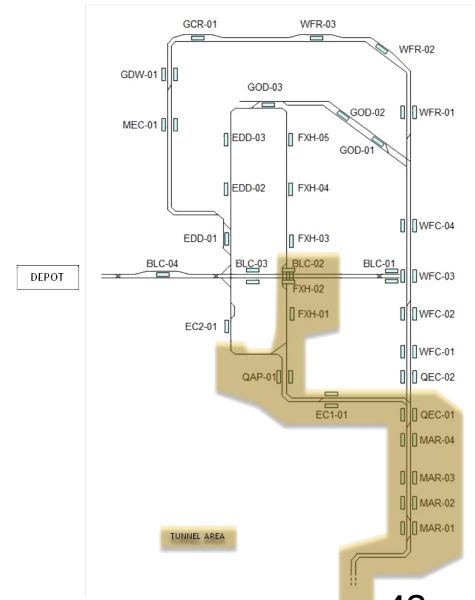 GCR-01
WFR-03
WFR-02
GDW-01
GOD-03
WFR-01
GOD-02
MEC-01
EDD-03
FXH-05
GOD-01
EDD-02
FXH-04
WFC-04
EDD-01
FXH-03
DEPOT
BLC-04
BLC-03
BLC-02
BLC-01
WFC-03
FXH-02
FXH-01
WFC-02
EC2-01
WFC-01
QAP-01
QEC-02
EC1-01
QEC-01
MAR-04
MAR-03
MAR-02
MAR-01
TUNNEL AREA